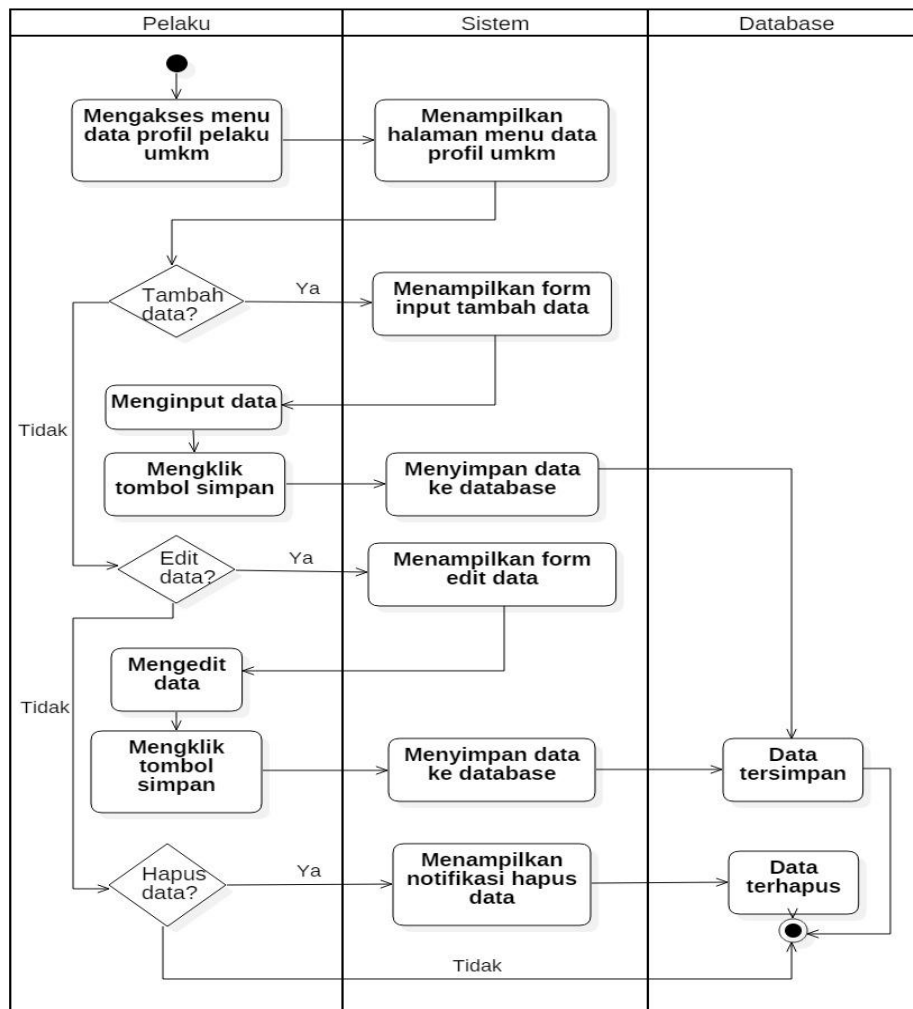 Pelaku
Sistem
Database
Mengakses menu
data profil pelaku
umkm
Menampilkan
halaman menu data
profil umkm
Tambah
data?
Ya
Menampilkan form
input tambah data
Menginput data
Tidak
Mengklik
tombol simpan
Menyimpan data
ke database
Edit
data?
Ya
Menampilkan form
edit data
Mengedit
data
Tidak
Mengklik
tombol
simpan
Menyimpan data
ke database
Data
tersimpan
Hapus
data?
Ya
Menampilkan
notifikasi hapus
data
Data
terhapus
Tidak